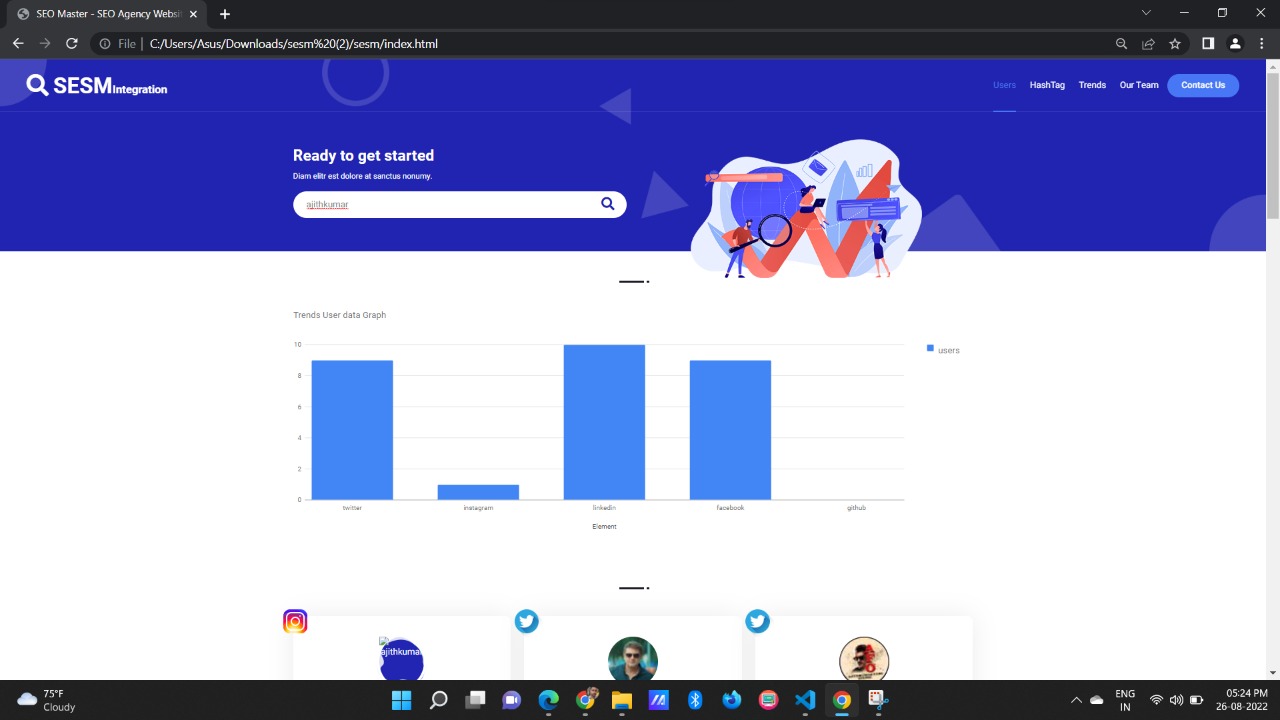 SEO Master - SEO Agency Websit
File
C:/Users/Asus/Downloads/sesm%20(2)/sesm/index.html
SESM Integration
Users
HashTag
Trends
Our Team
Contact Us
Ready to get started
Diam elitr est dolore at sanctus nonumy.
ajithkumar
Trends User data Graph
users
10
8
6
4
2
0
twitter
instagram
linkedin
facebook
github
Element
ajithkumar
75°F
Cloudy
ENG
IN
05:24 PM
26-08-2022